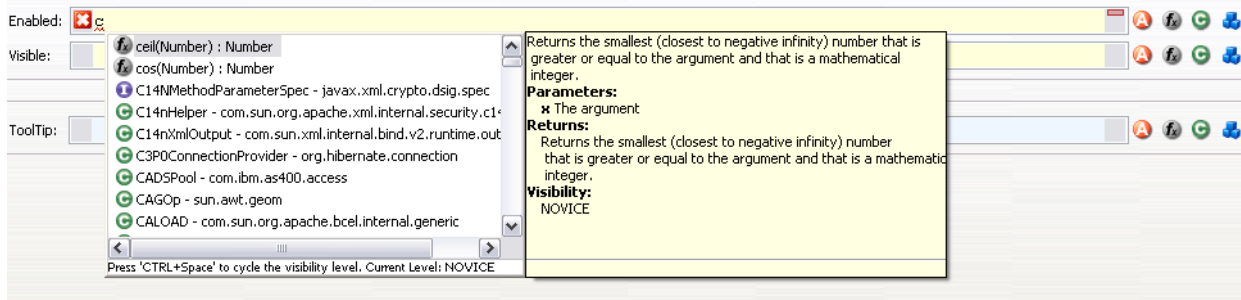 Enabled: c
ceil(Number) : Number
cos(Number) : Number
C14NMethodParameterSpec - javax.xml.crypto.dsig.spec
C14nHelper - com.sun.org.apache.xml.internal.security.c14
C14nXmlOutput - com.sun.xml.internal.bind.v2.runtime.out
C3P0ConnectionProvider - org.hibernate.connection
CADSPool - com.ibm.as400.access
CAGOp - sun.awt.geom
CALOAD - com.sun.org.apache.bcel.internal.generic
Press 'CTRL+Space' to cycle the visibility level. Current Level: NOVICE
Returns the smallest (closest to negative infinity) number that is
greater or equal to the argument and that is a mathematical
integer.
Parameters:
x The argument
Returns:
Returns the smallest (closest to negative infinity) number
that is greater or equal to the argument and that is a mathematic
integer.
Visibility:
NOVICE
Visible:
ToolTip: